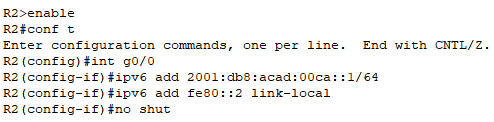 R2>enable
R2#conf t
Enter configuration commands, one per line.  End with CNTL/Z.
R2(config)#int g0/0
R2(config-if)#ipv6 add 2001:db8:acad:00ca::1/64
R2(config-if)#ipv6 add fe80::2 link-local
R2(config-if)#no shut